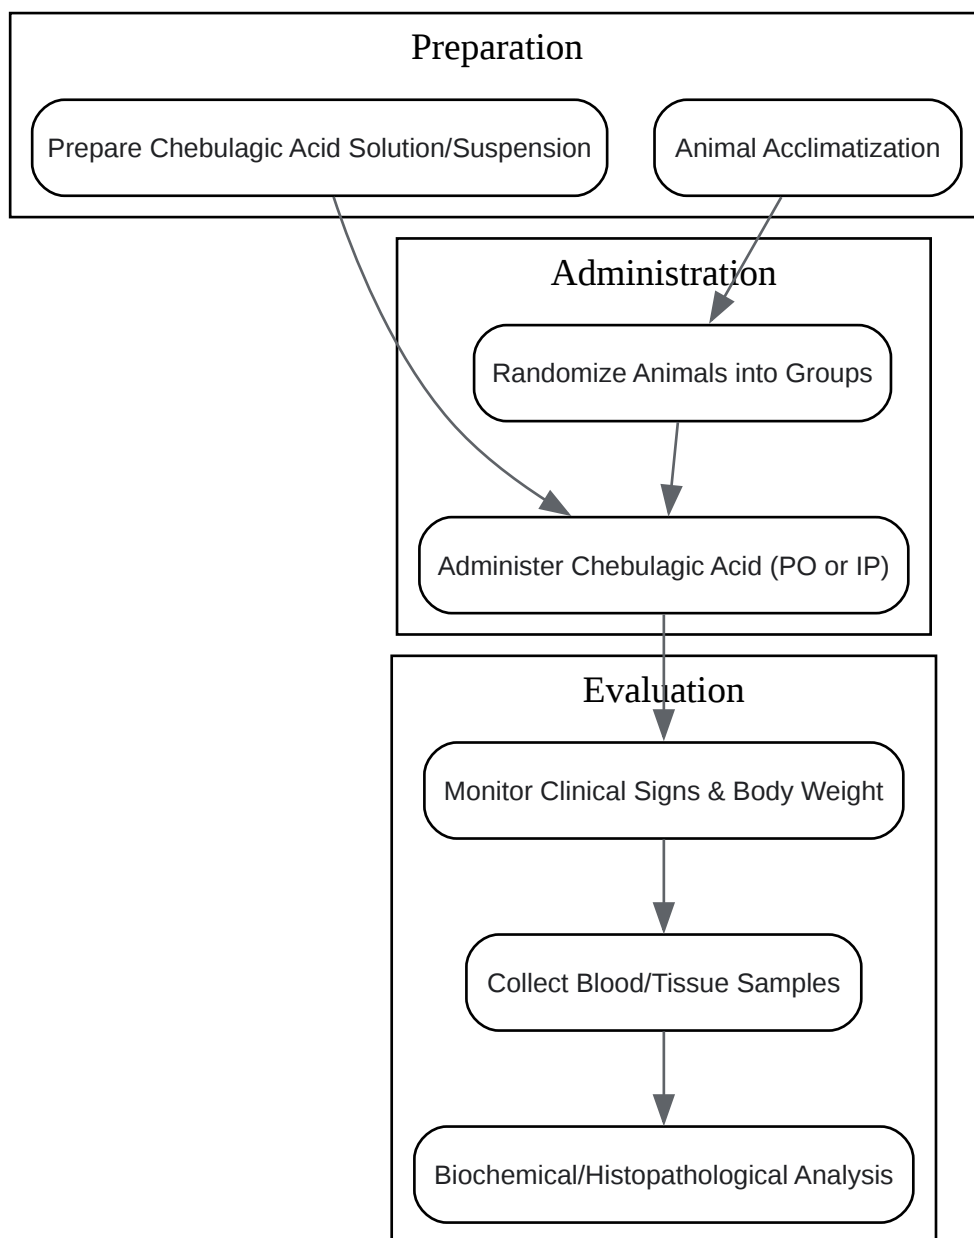 Preparation
Prepare Chebulagic Acid Solution/Suspension
Animal Acclimatization
Administration
Randomize Animals into Groups
Administer Chebulagic Acid (PO or IP)
Evaluation
Monitor Clinical Signs & Body Weight
Collect Blood/Tissue Samples
Biochemical/Histopathological Analysis